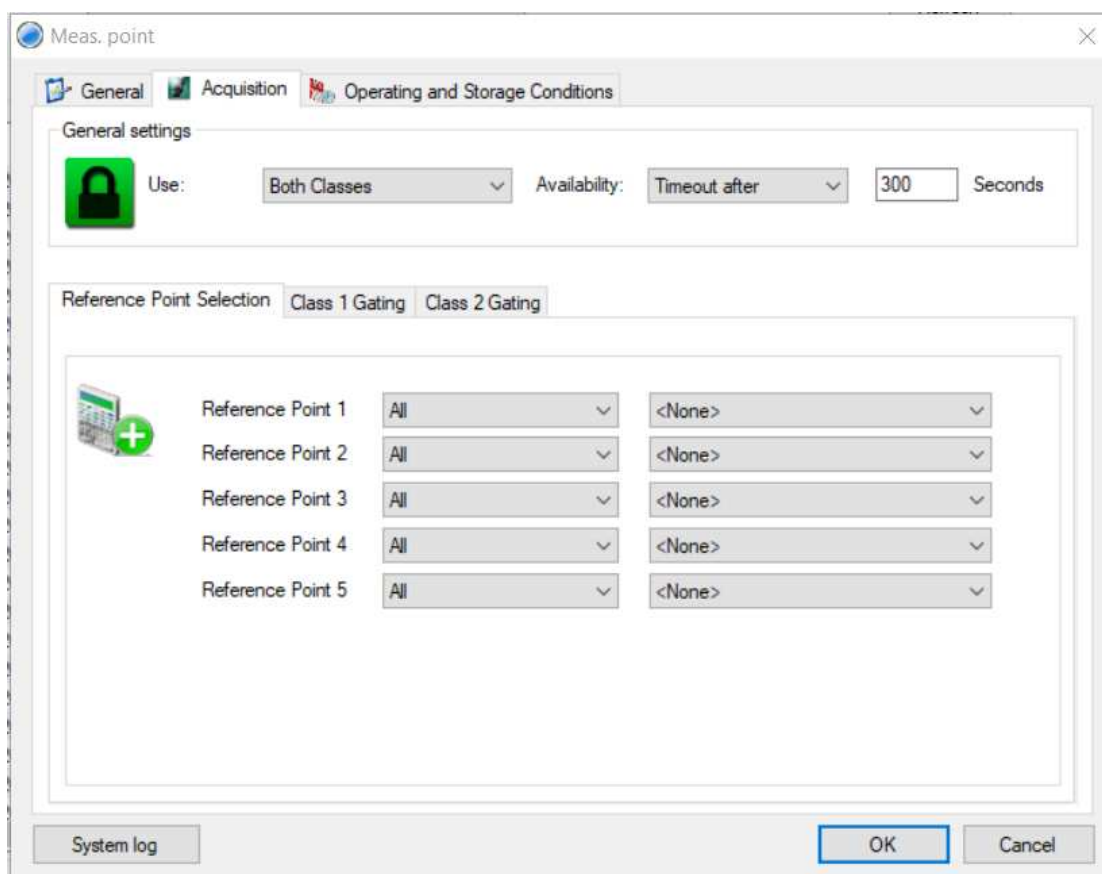 Meas. point
General Acquisition Operating and Storage Conditions
General settings
Use: Both Classes Availability: Timeout after 300 Seconds
Reference Point Selection Class 1 Gating Class 2 Gating
Reference Point 1 All <None>
Reference Point 2 All <None>
Reference Point 3 All <None>
Reference Point 4 All <None>
Reference Point 5 All <None>
System log OK Cancel